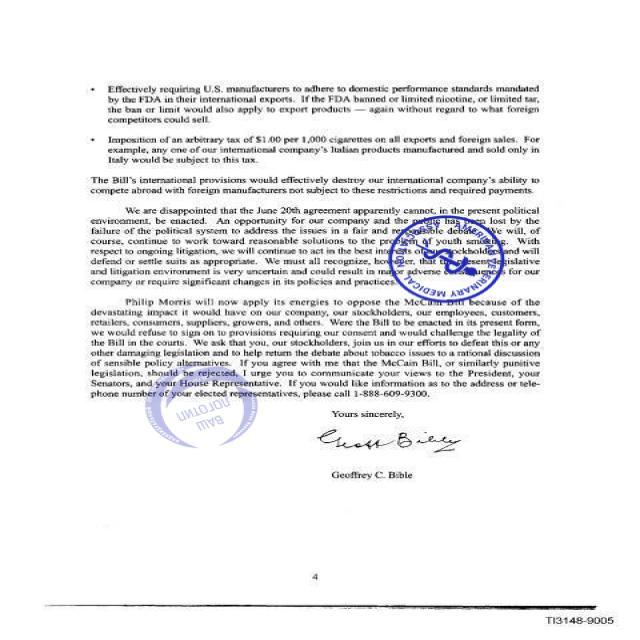 • Effectively requiring U.S. manufacturers to adhere to domestic performance standards mandated
by the FDA in their international exports. If the FDA banned or limited nicotine, or limited tar,
the ban or limit would also apply to export products — again without regard to what foreign
competitors could sell.
• Imposition of an arbitrary tax of $1.00 per 1,000 cigarettes on all exports and foreign sales. For
example, any one of our international company's Italian products manufactured and sold only in
Italy would be subject to this tax.
The Bill's international provisions would effectively destroy our international company's ability to
compete abroad with foreign manufacturers not subject to these restrictions and required payments.
We are disappointed that the June 20th agreement apparently cannot, in the present political
environment, be enacted. An opportunity for our company and the public has been lost by the
failure of the political system to address the issues in a fair and responsible debate. We will, of
course, continue to work toward reasonable solutions to the problem of youth smoking. With
respect to ongoing litigation, we will continue to act in the best interests of our stockholders and will
defend or settle suits as appropriate. We must all recognize, however, that the present legislative
and litigation environment is very uncertain and could result in major adverse consequences for our
company or require significant changes in its policies and practices.
Philip Morris will now apply its energies to oppose the McCain Bill because of the
devastating impact it would have on our company, our stockholders, our employees, customers,
retailers, consumers, suppliers, growers, and others. Were the Bill to be enacted in its present form,
we would refuse to sign on to provisions requiring our consent and would challenge the legality of
the Bill in the courts. We ask that you, our stockholders, join us in our efforts to defeat this or any
other damaging legislation and to help return the debate about tobacco issues to a rational discussion
of sensible policy alternatives. If you agree with me that the McCain Bill, or similarly punitive
legislation, should be rejected, I urge you to communicate your views to the President, your
Senators, and your House Representative. If you would like information as to the address or tele-
phone number of your elected representatives, please call 1-888-609-9300.
AMERICAN VETERINARY MEDICAL
ВАШ
ЛОГОТИП
Yours sincerely,
Geoff Bible
Geoffrey C. Bible
4
TI3148-9005